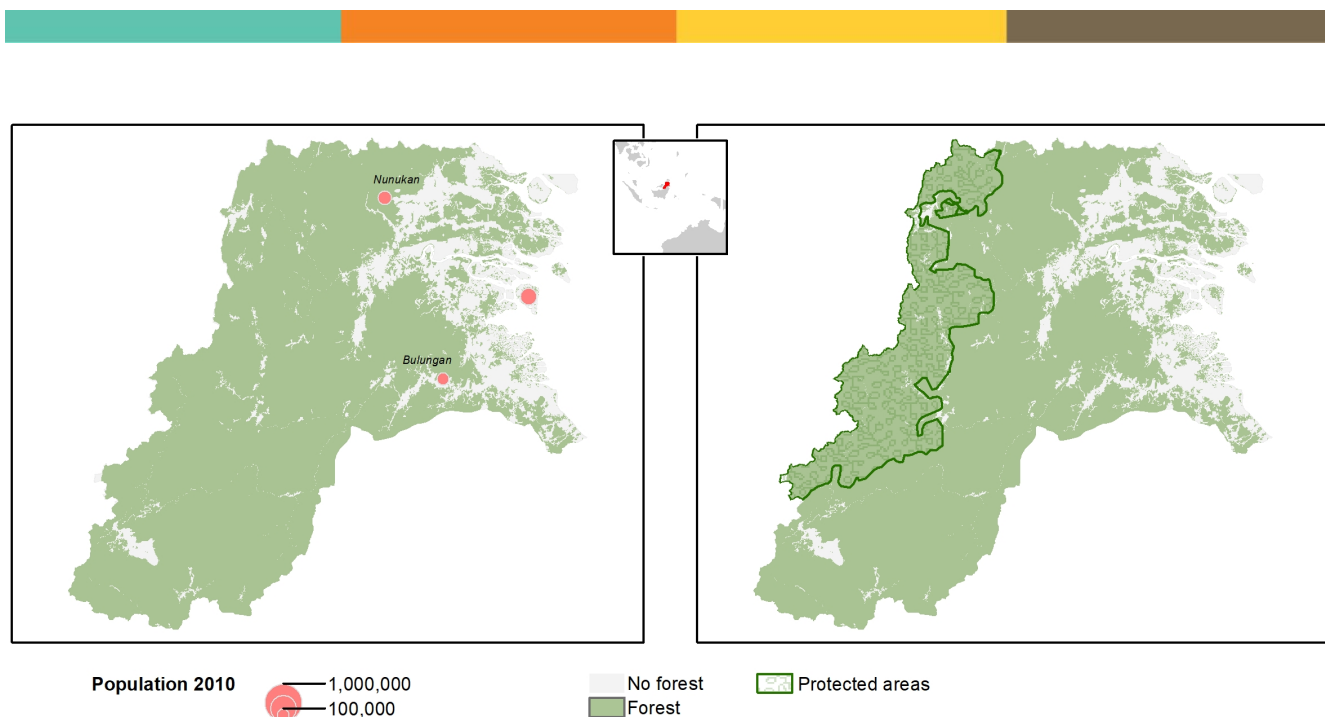 Nunukan
Bulungan
Population 2010
1,000,000
100,000
No forest
Forest
Protected areas